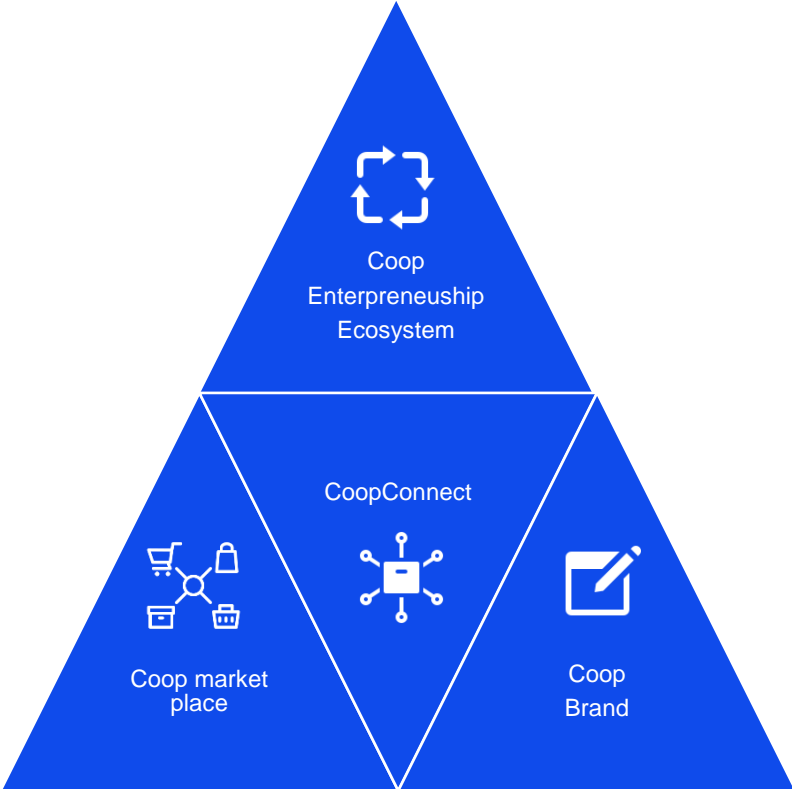 Coop
Enterpreneuship
Ecosystem
CoopConnect
Coop market
place
Coop
Brand